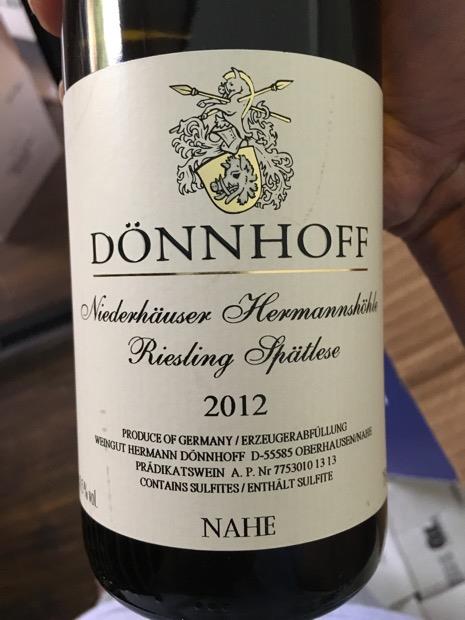 DÖNNHOFF
Niederhäuser Hermannshöhle
Riesling Spätlese
2012
PRODUCE OF GERMANY / ERZEUGERABFÜLLUNG
WEINGUT HERMANN DÖNNHOFF D-55585 OBERHAUSEN/NAHE
PRÄDIKATSWEIN A. P. Nr 7753010 13 13
CONTAINS SULFITES / ENTHÄLT SULFITE
% vol.
NAHE